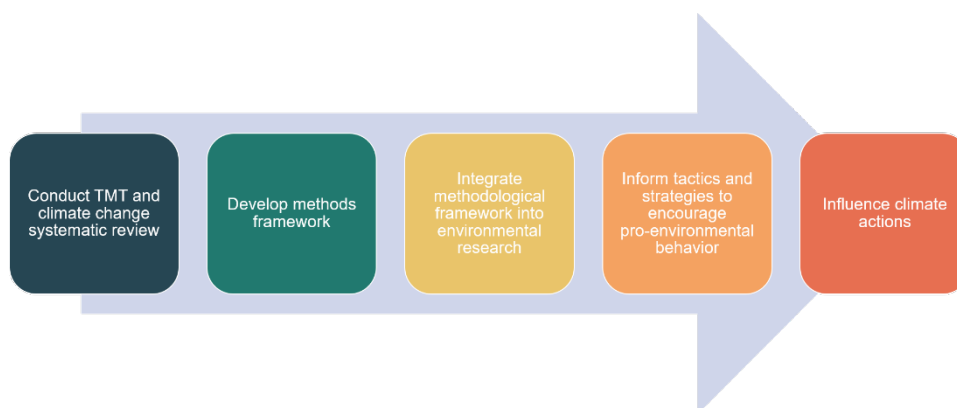 Conduct TMT and
climate change
systematic review
Develop methods
framework
Integrate
methodological
framework into
environmental
research
Inform tactics and
strategies to
encourage
pro-environmental
behavior
Influence climate
actions